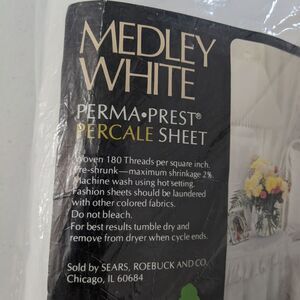 MEDLEY
WHITE
PERMA•PREST®
PERCALE SHEET
Woven 180 Threads per square inch.
Pre-shrunk—maximum shrinkage 2%
Machine wash using hot setting.
Fashion sheets should be laundered
with other colored fabrics.
Do not bleach.
For best results tumble dry and
remove from dryer when cycle ends.
Sold by SEARS, ROEBUCK AND CO.
Chicago, IL 60684